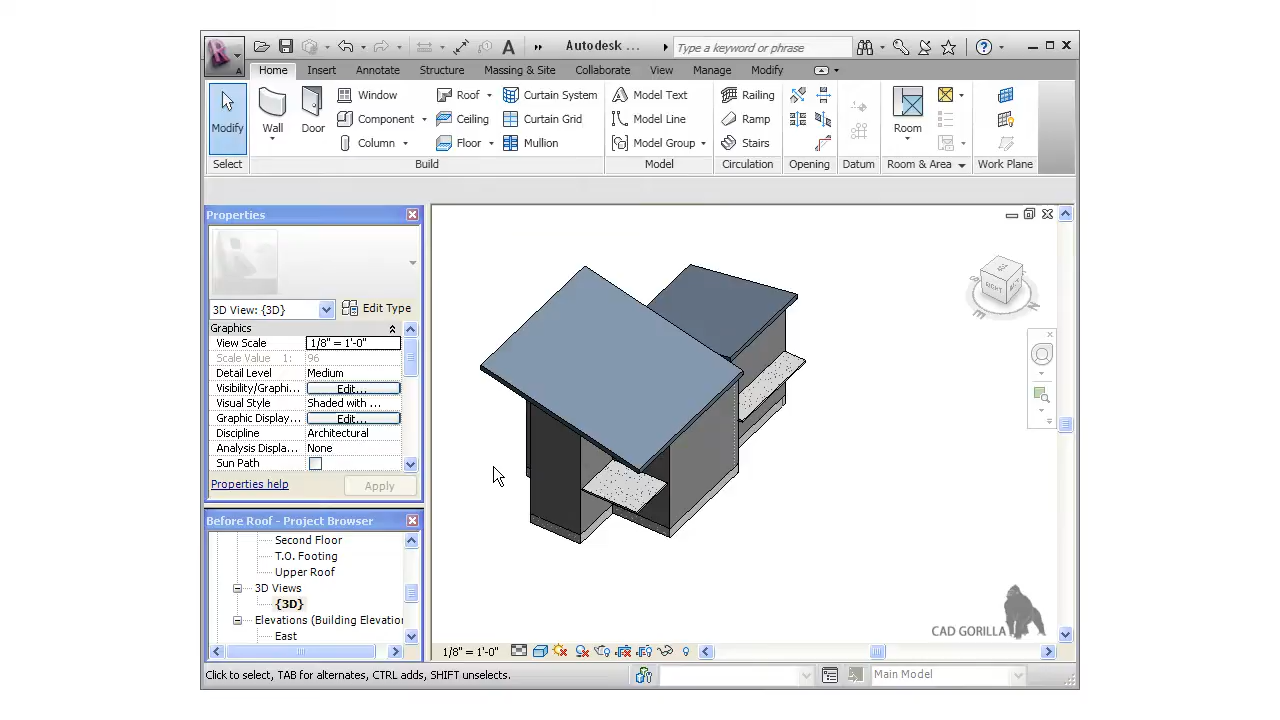 Autodesk ...
Type a keyword or phrase
Home Insert Annotate Structure Massing & Site Collaborate View Manage Modify
Modify
Wall
Door
Window
Component
Column
Roof
Ceiling
Floor
Curtain System
Curtain Grid
Mullion
Model Text
Model Line
Model Group
Railing
Ramp
Stairs
Room
Select Build Model Circulation Opening Datum Room & Area Work Plane
Properties
3D View: {3D} Edit Type
Graphics
View Scale 1/8" = 1'-0"
Scale Value 1: 96
Detail Level Medium
Visibility/Graphi... Edit...
Visual Style Shaded with ...
Graphic Display... Edit...
Discipline Architectural
Analysis Displa... None
Sun Path
Properties help Apply
Before Roof - Project Browser
Second Floor
T.O. Footing
Upper Roof
3D Views
{3D}
Elevations (Building Elevation
East
CAD GORILLA
1/8" = 1'-0"
Click to select, TAB for alternates, CTRL adds, SHIFT unselects.
Main Model